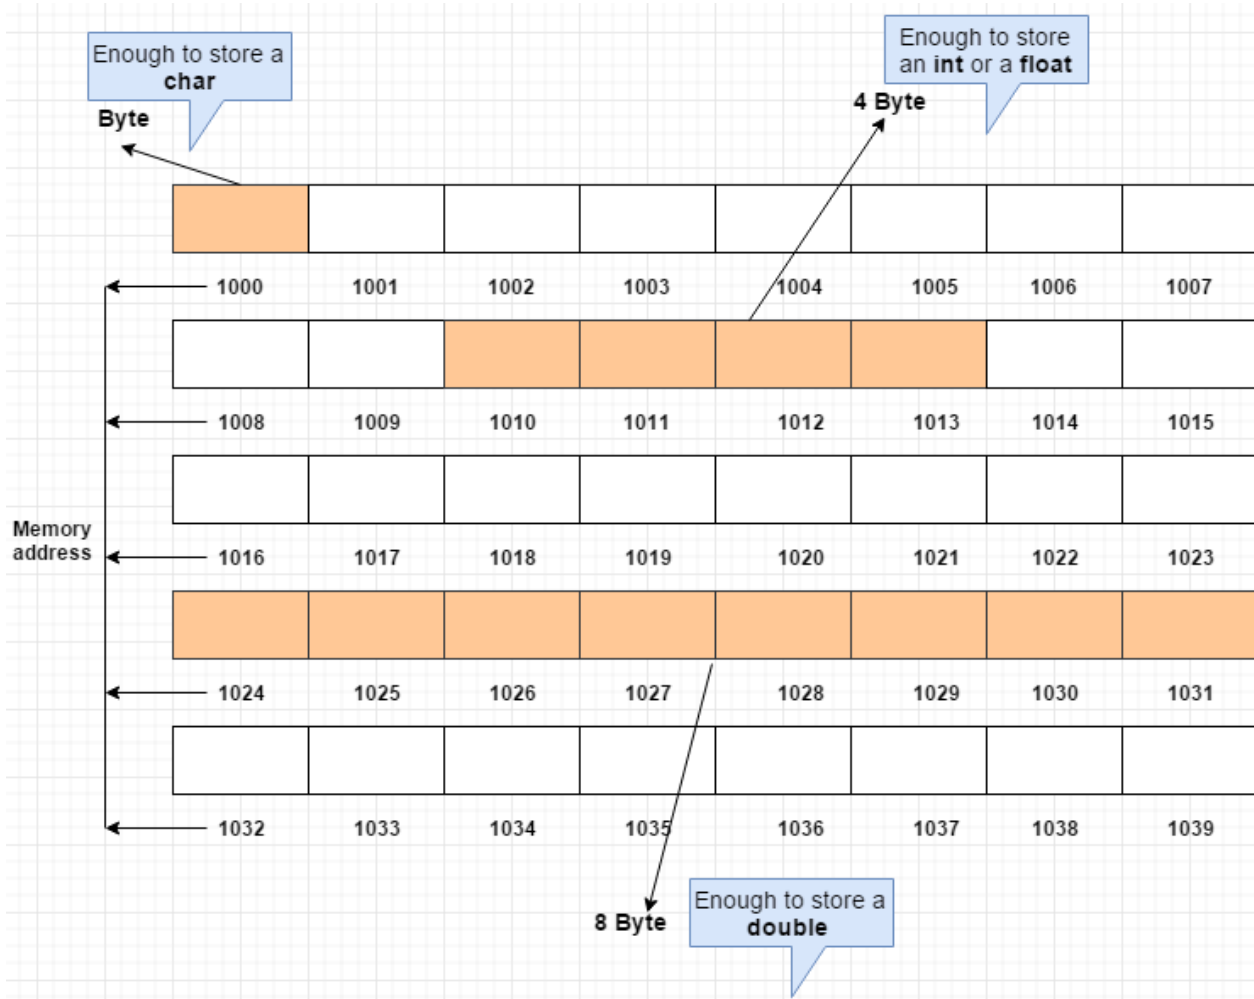 Enough to store a
char
Byte
Enough to store
an int or a float
4 Byte
1000 1001 1002 1003 1004 1005 1006 1007
1008 1009 1010 1011 1012 1013 1014 1015
Memory
address
1016 1017 1018 1019 1020 1021 1022 1023
1024 1025 1026 1027 1028 1029 1030 1031
1032 1033 1034 1035 1036 1037 1038 1039
8 Byte
Enough to store a
double